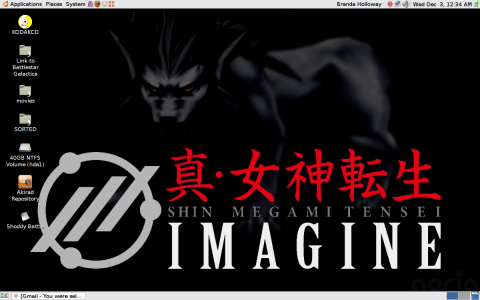 Applications Places System
Brenda Holloway
Wed Dec 3, 12:34 AM
KODAKCD
Link to
Battlestar
Galactica
movies
SORTED
40GB NTFS
Volume (hda1)
Akirad
Repository
Shoddy Battl
真・女神転生
SHIN MEGAMI TENSEI
IMAGINE
[Gmail - You were sel...